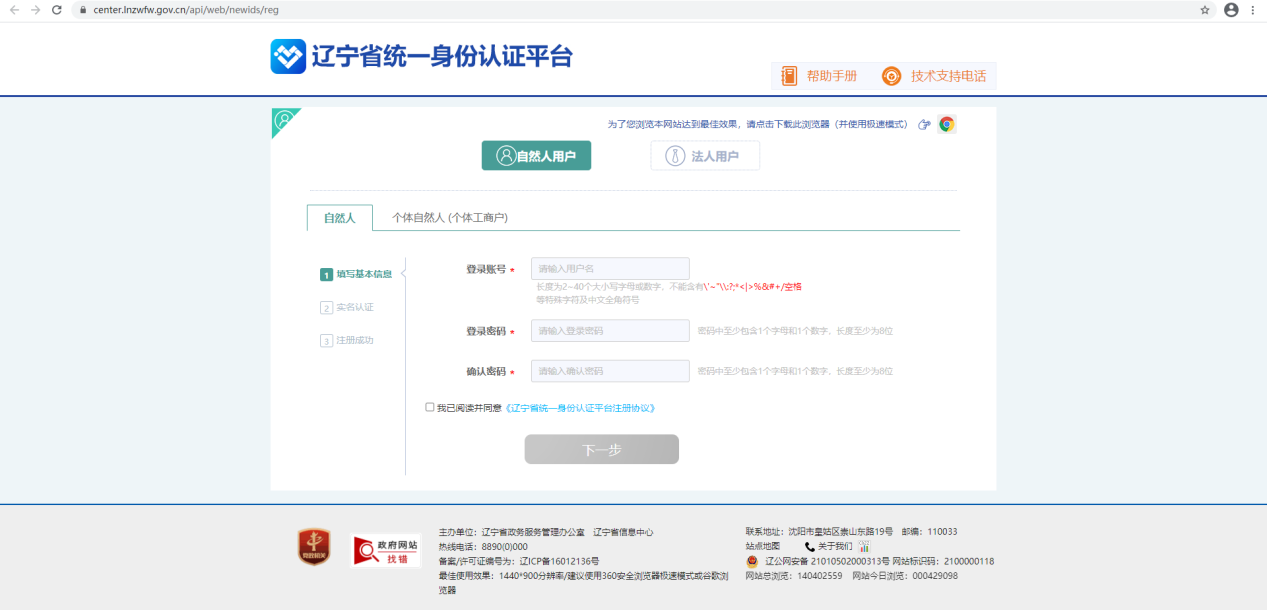 center.lnzwfw.gov.cn/api/web/newids/reg
辽宁省统一身份认证平台
帮助手册 技术支持电话
为了您浏览本网站达到最佳效果，请点击下载此浏览器（并使用极速模式）
自然人用户 法人用户
自然人 个体自然人 (个体工商户)
1 填写基本信息
2 实名认证
3 注册成功
登录账号 * 请输入用户名
长度为2~40个大小写字母或数字，不能含有\'~"\\:?;*<|>%&#+/空格
等特殊字符及中文全角符号
登录密码 * 请输入登录密码 密码中至少包含1个字母和1个数字，长度至少为8位
确认密码 * 请输入确认密码 密码中至少包含1个字母和1个数字，长度至少为8位
我已阅读并同意《辽宁省统一身份认证平台注册协议》
下一步
党政机关
政府网站
找错
主办单位：辽宁省政务服务管理办公室 辽宁省信息中心
热线电话：8890(0)000
备案/许可证编号为：辽ICP备16012136号
最佳使用效果：1440*900分辨率/建议使用360安全浏览器极速模式或谷歌浏
览器
联系地址：沈阳市皇姑区崇山东路19号 邮编：110033
站点地图 关于我们
辽公网安备 21010502000313号 网站标识码：2100000118
网站总浏览：140402559 网站今日浏览：000429098